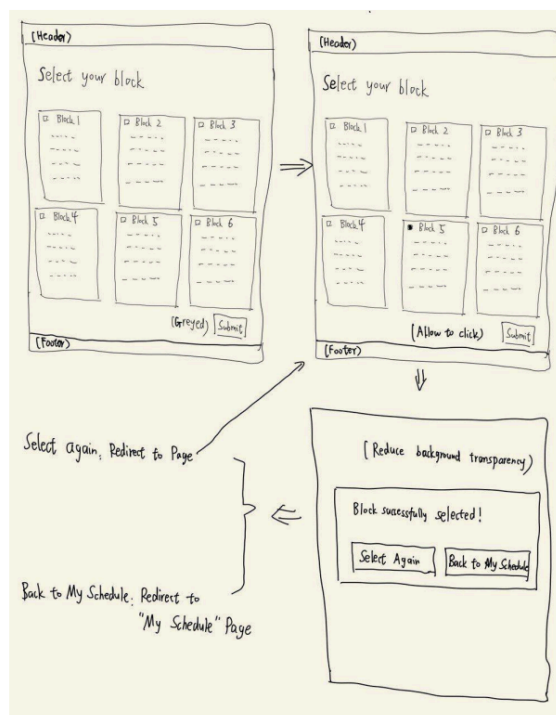 (Header)
Select your block
Block 1
Block 2
Block 3
Block 4
Block 5
Block 6
(Greyed)
Submit
(Footer)
(Header)
Select your block
Block 1
Block 2
Block 3
Block 4
Block 5
Block 6
(Allow to click)
Submit
(Footer)
(Reduce background transparency)
Block successfully selected!
Select Again
Back to My Schedule
Select again: Redirect to Page
Back to My Schedule: Redirect to
"My Schedule" Page